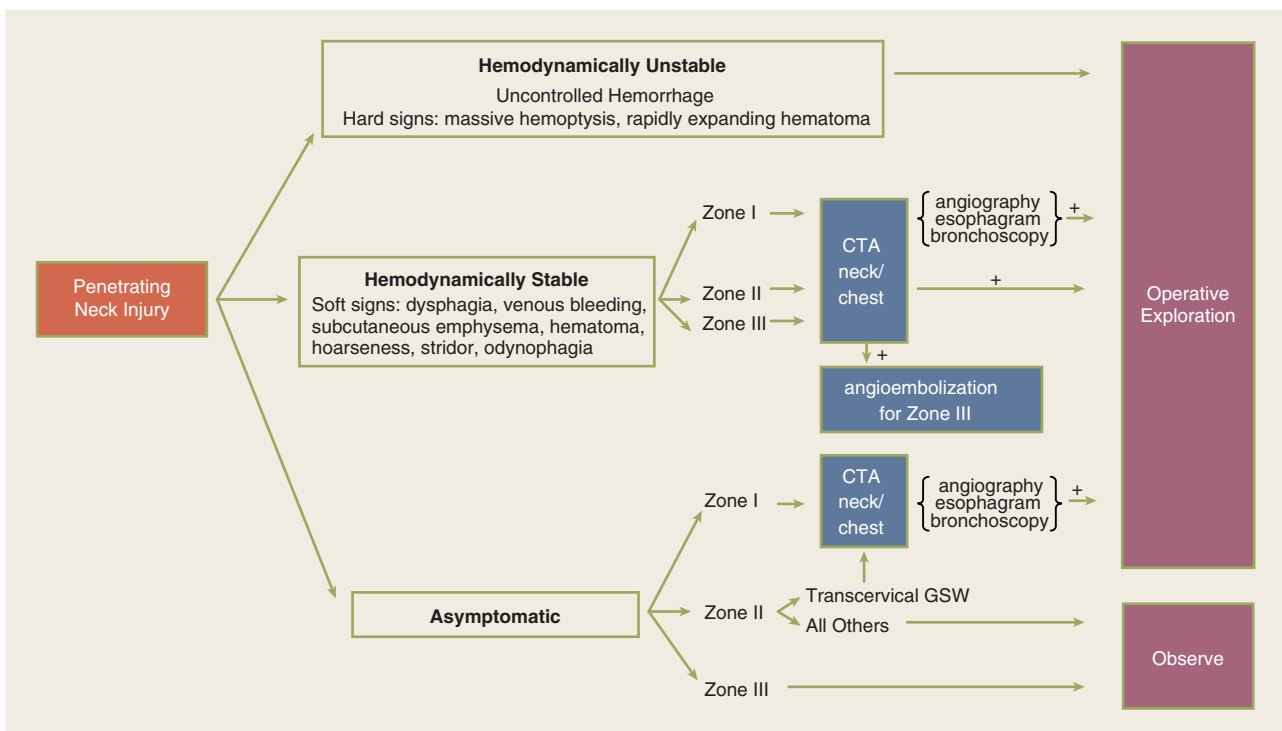 Hemodynamically Unstable
Uncontrolled Hemorrhage
Hard signs: massive hemoptysis, rapidly expanding hematoma
Penetrating
Neck Injury
Hemodynamically Stable
Soft signs: dysphagia, venous bleeding,
subcutaneous emphysema, hematoma,
hoarseness, stridor, odynophagia
Zone I
Zone II
Zone III
CTA
neck/
chest
angiography
esophagram
bronchoscopy
+
+
+
angioembolization
for Zone III
Operative
Exploration
Asymptomatic
Zone I
CTA
neck/
chest
angiography
esophagram
bronchoscopy
+
Zone II
Transcervical GSW
All Others
Zone III
Observe